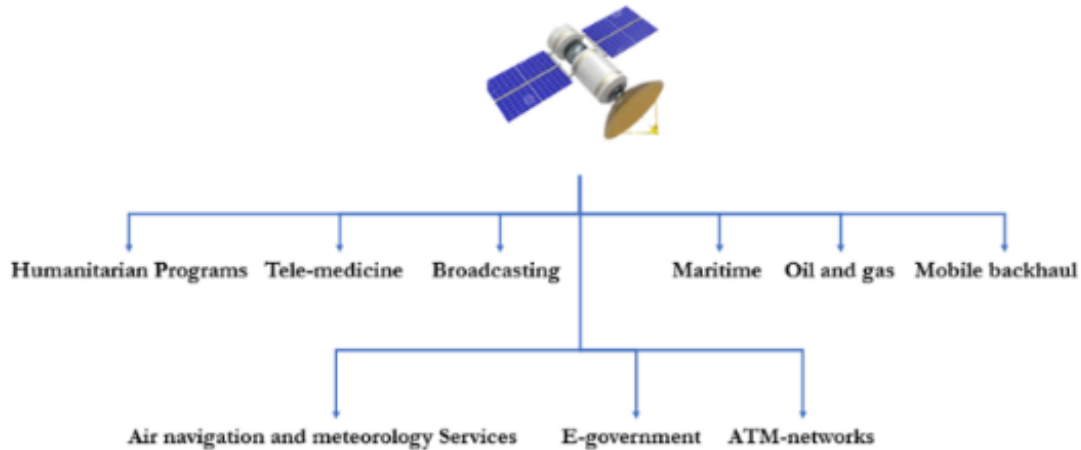 Humanitarian Programs Tele-medicine Broadcasting Maritime Oil and gas Mobile backhaul
Air navigation and meteorology Services E-government ATM-networks